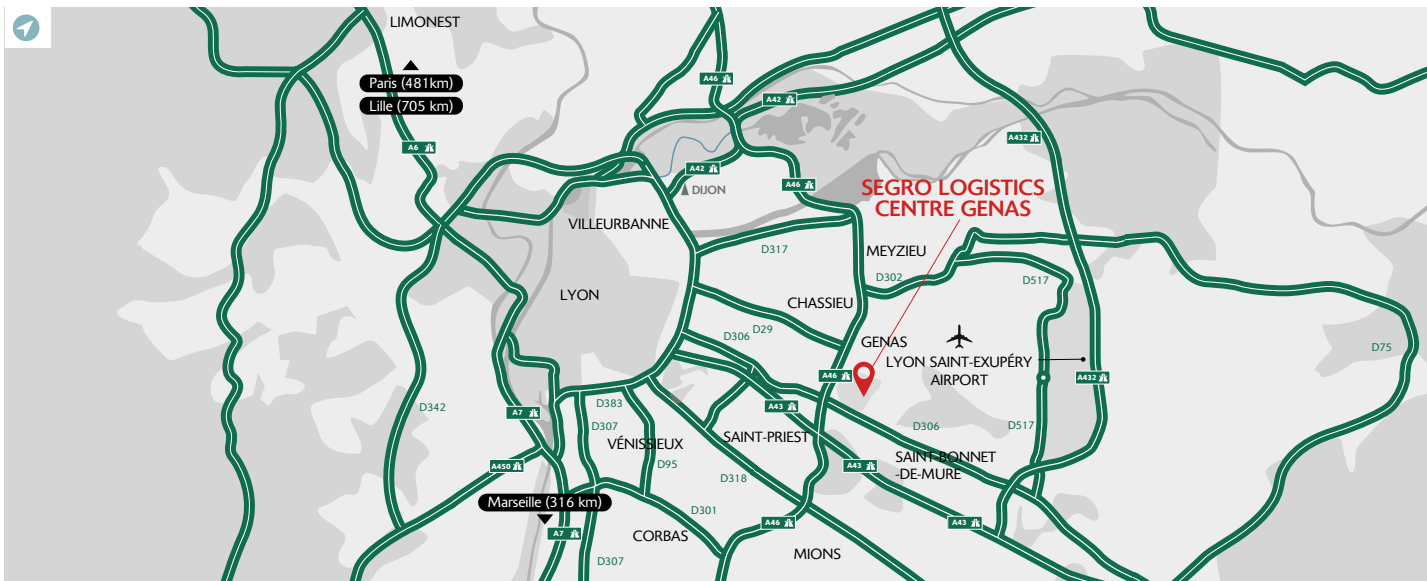 LIMONEST
Paris (481km)
Lille (705 km)
A46
A42
A6
A432
A42
DIJON
A46
SEGRO LOGISTICS
CENTRE GENAS
VILLEURBANNE
D317
MEYZIEU
D302
D517
LYON
CHASSIEU
D29
D306
GENAS
D75
LYON SAINT-EXUPÉRY
AIRPORT
A46
A432
D342
D383
A43
A7
D307
D306
D517
VÉNISSIEUX
SAINT-PRIEST
SAINT-BONNET
-DE-MURE
A450
D95
A43
D318
Marseille (316 km)
D301
A46
A43
A7
CORBAS
MIONS
D307